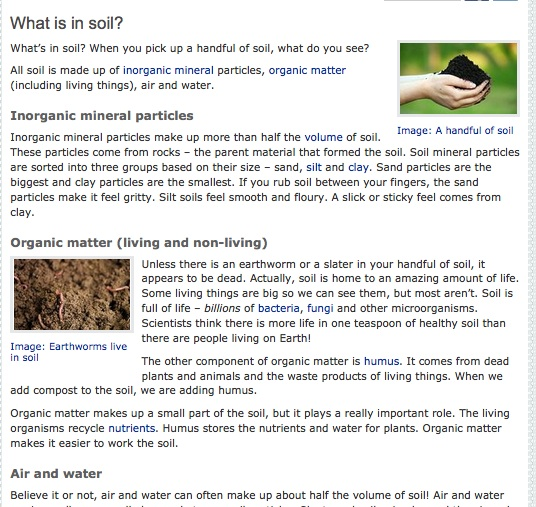 What is in soil?
What's in soil? When you pick up a handful of soil, what do you see?
All soil is made up of inorganic mineral particles, organic matter
(including living things), air and water.
Image: A handful of soil
Inorganic mineral particles
Inorganic mineral particles make up more than half the volume of soil.
These particles come from rocks – the parent material that formed the soil. Soil mineral particles
are sorted into three groups based on their size – sand, silt and clay. Sand particles are the
biggest and clay particles are the smallest. If you rub soil between your fingers, the sand
particles make it feel gritty. Silt soils feel smooth and floury. A slick or sticky feel comes from
clay.
Organic matter (living and non-living)
Unless there is an earthworm or a slater in your handful of soil, it
appears to be dead. Actually, soil is home to an amazing amount of life.
Some living things are big so we can see them, but most aren't. Soil is
full of life – billions of bacteria, fungi and other microorganisms.
Scientists think there is more life in one teaspoon of healthy soil than
there are people living on Earth!
Image: Earthworms live
in soil
The other component of organic matter is humus. It comes from dead
plants and animals and the waste products of living things. When we
add compost to the soil, we are adding humus.
Organic matter makes up a small part of the soil, but it plays a really important role. The living
organisms recycle nutrients. Humus stores the nutrients and water for plants. Organic matter
makes it easier to work the soil.
Air and water
Believe it or not, air and water can often make up about half the volume of soil! Air and water